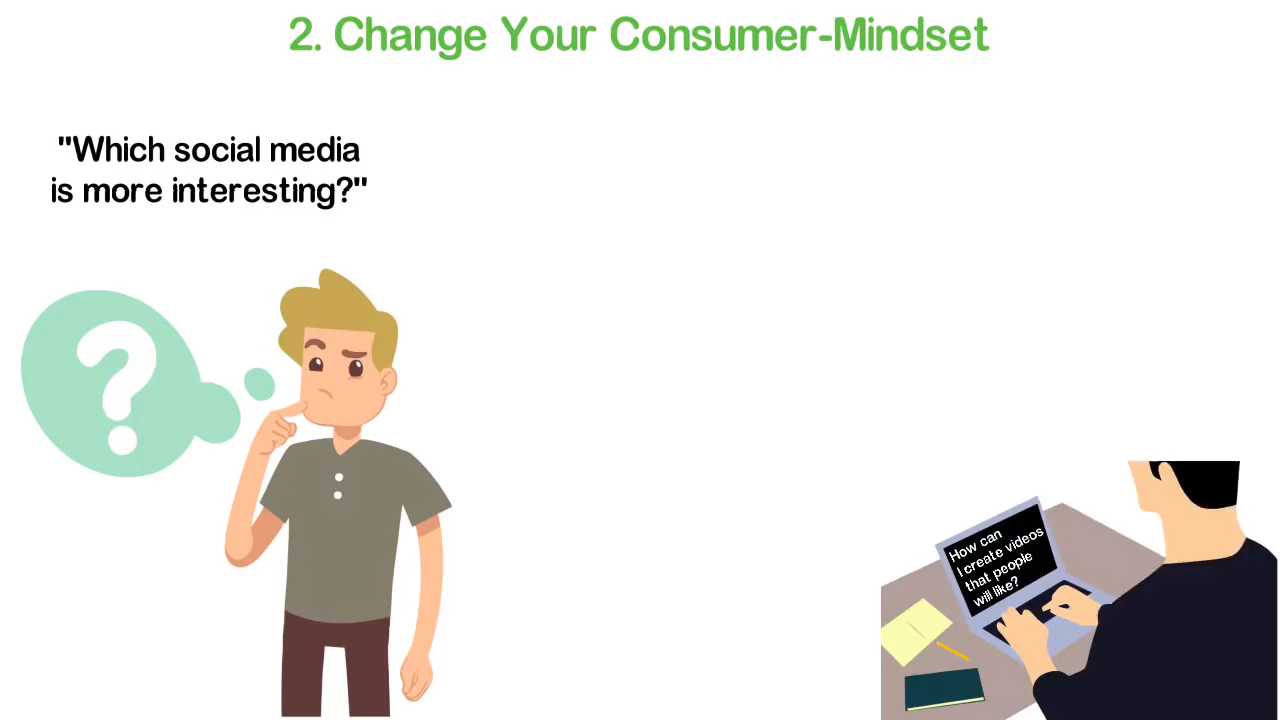 2. Change Your Consumer-Mindset
"Which social media
is more interesting?"
?
How can
I create videos
that people
will like?